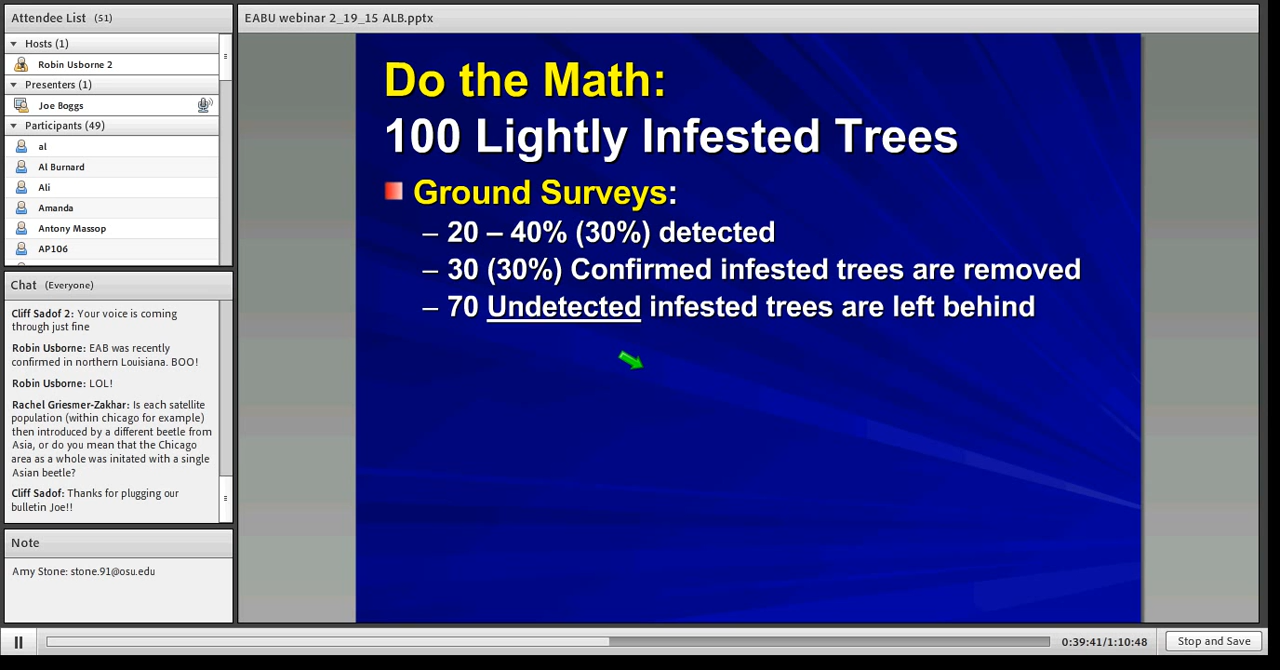 Attendee List (51)
Hosts (1)
Robin Usborne 2
Presenters (1)
Joe Boggs
Participants (49)
al
Al Burnard
Ali
Amanda
Antony Massop
AP106
Chat (Everyone)
Cliff Sadof 2: Your voice is coming
through just fine
Robin Usborne: EAB was recently
confirmed in northern Louisiana. BOO!
Robin Usborne: LOL!
Rachel Griesmer-Zakhar: Is each satellite
population (within chicago for example)
then introduced by a different beetle from
Asia, or do you mean that the Chicago
area as a whole was initated with a single
Asian beetle?
Cliff Sadof: Thanks for plugging our
bulletin Joe!!
Note
Amy Stone: stone.91@osu.edu
EABU webinar 2_19_15 ALB.pptx
Do the Math:
100 Lightly Infested Trees
Ground Surveys:
– 20 – 40% (30%) detected
– 30 (30%) Confirmed infested trees are removed
– 70 Undetected infested trees are left behind
0:39:41/1:10:48
Stop and Save